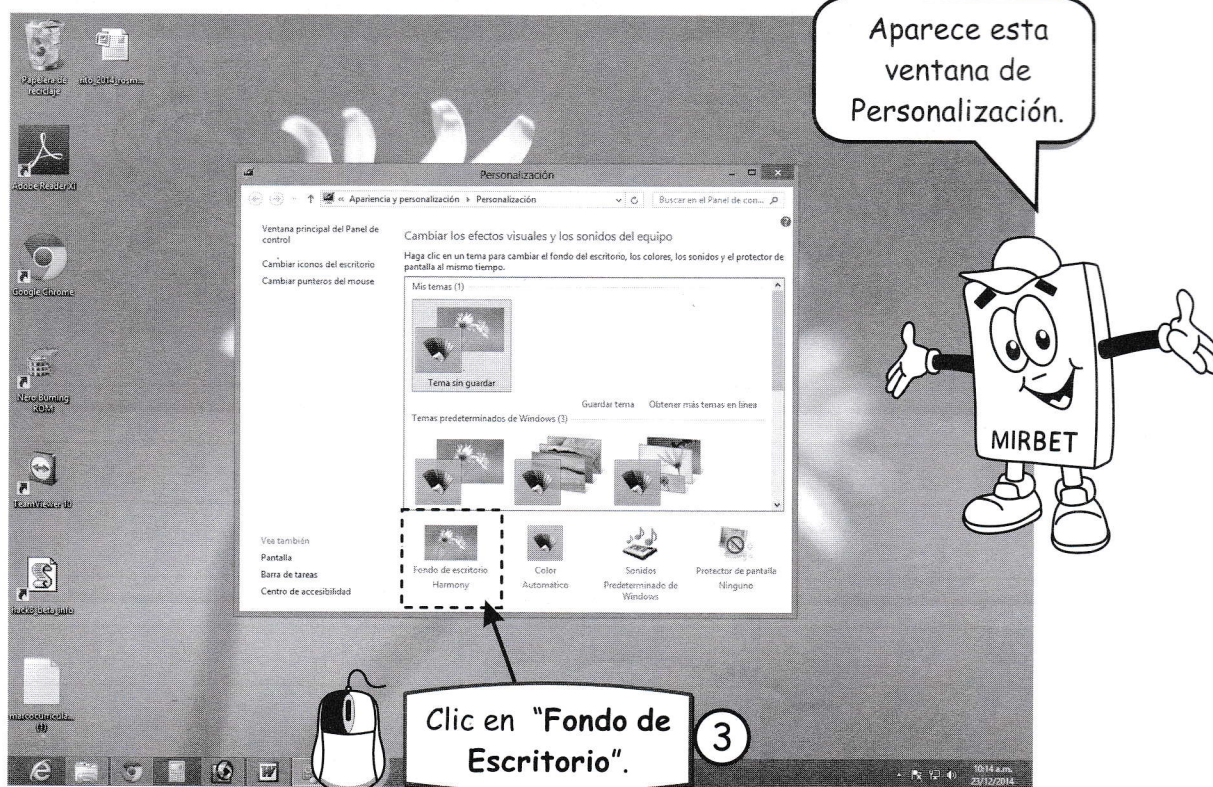 Aparece esta
ventana de
Personalización.
Papelera de
reciclaje
Adobe Reader XI
Google Chrome
Nero Burning
ROM
TeamViewer 10
Personalización
« Apariencia y personalización ▸ Personalización
Buscar en el Panel de con...
Ventana principal del Panel de
control
Cambiar iconos del escritorio
Cambiar punteros del mouse
Cambiar los efectos visuales y los sonidos del equipo
Haga clic en un tema para cambiar el fondo del escritorio, los colores, los sonidos y el protector de
pantalla al mismo tiempo.
Mis temas (1)
Tema sin guardar
Guardar tema Obtener más temas en línea
Temas predeterminados de Windows (3)
Vea también
Pantalla
Barra de tareas
Centro de accesibilidad
Fondo de escritorio
Harmony
Color
Automático
Sonidos
Predeterminado de
Windows
Protector de pantalla
Ninguno
MIRBET
Clic en "Fondo de
Escritorio".
3
10:14 a.m.
23/12/2014